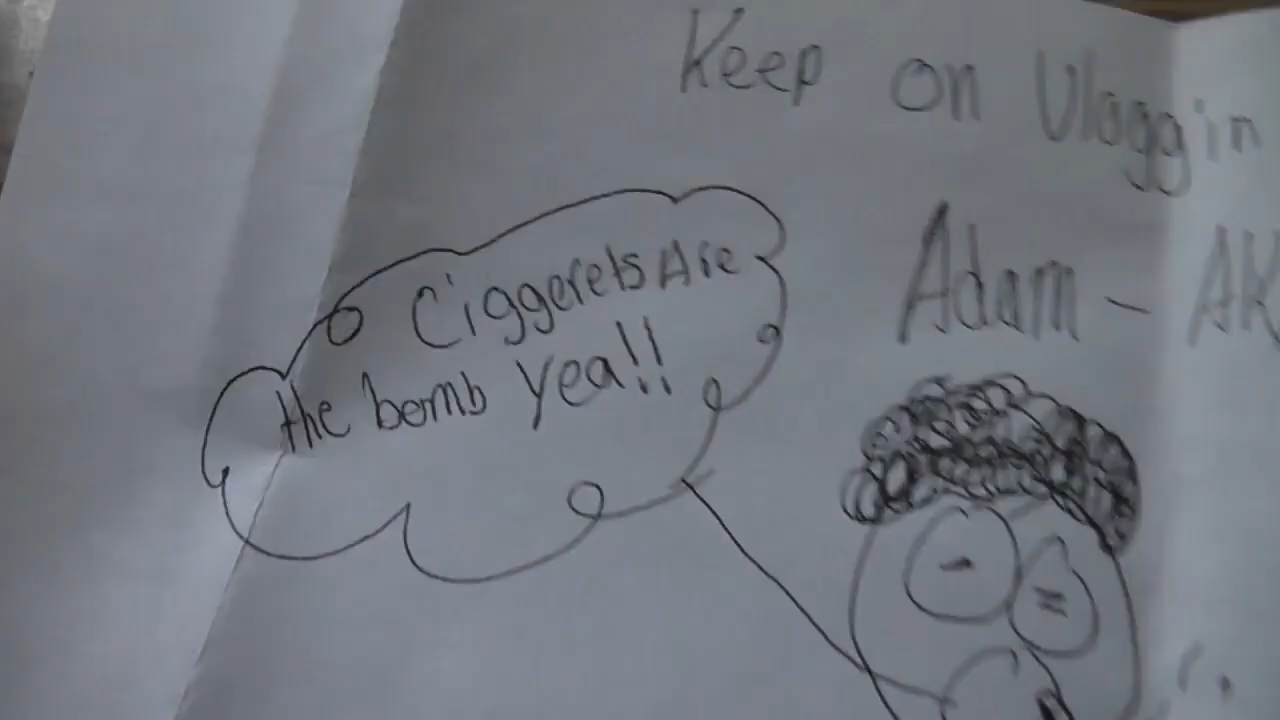 Keep on Vloggin
Adam - AK
Ciggerets Are
the bomb yea!!